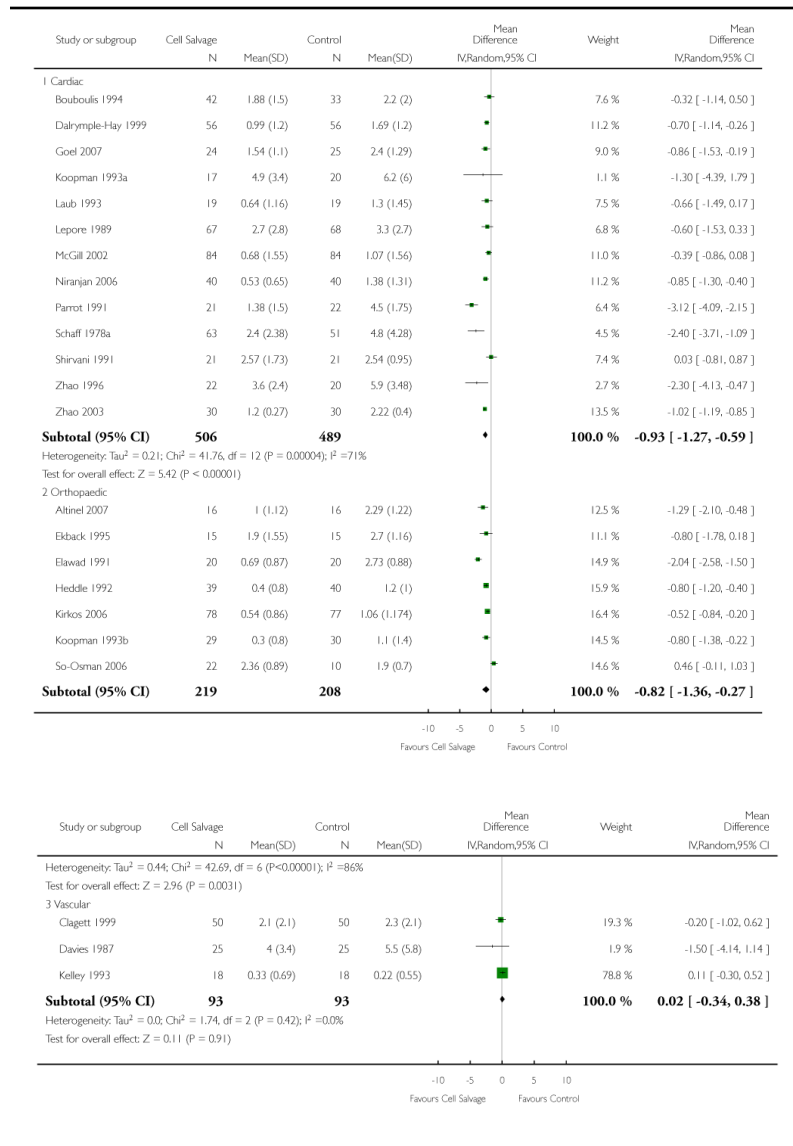 Mean Mean
Study or subgroup Cell Salvage Control Difference Weight Difference
N Mean(SD) N Mean(SD) IV,Random,95% CI IV,Random,95% CI
1 Cardiac
Bouboulis 1994 42 1.88 (1.5) 33 2.2 (2) 7.6 % -0.32 [ -1.14, 0.50 ]
Dalrymple-Hay 1999 56 0.99 (1.2) 56 1.69 (1.2) 11.2 % -0.70 [ -1.14, -0.26 ]
Goel 2007 24 1.54 (1.1) 25 2.4 (1.29) 9.0 % -0.86 [ -1.53, -0.19 ]
Koopman 1993a 17 4.9 (3.4) 20 6.2 (6) 1.1 % -1.30 [ -4.39, 1.79 ]
Laub 1993 19 0.64 (1.16) 19 1.3 (1.45) 7.5 % -0.66 [ -1.49, 0.17 ]
Lepore 1989 67 2.7 (2.8) 68 3.3 (2.7) 6.8 % -0.60 [ -1.53, 0.33 ]
McGill 2002 84 0.68 (1.55) 84 1.07 (1.56) 11.0 % -0.39 [ -0.86, 0.08 ]
Niranjan 2006 40 0.53 (0.65) 40 1.38 (1.31) 11.2 % -0.85 [ -1.30, -0.40 ]
Parrot 1991 21 1.38 (1.5) 22 4.5 (1.75) 6.4 % -3.12 [ -4.09, -2.15 ]
Schaff 1978a 63 2.4 (2.38) 51 4.8 (4.28) 4.5 % -2.40 [ -3.71, -1.09 ]
Shirvani 1991 21 2.57 (1.73) 21 2.54 (0.95) 7.4 % 0.03 [ -0.81, 0.87 ]
Zhao 1996 22 3.6 (2.4) 20 5.9 (3.48) 2.7 % -2.30 [ -4.13, -0.47 ]
Zhao 2003 30 1.2 (0.27) 30 2.22 (0.4) 13.5 % -1.02 [ -1.19, -0.85 ]
Subtotal (95% CI) 506 489 100.0 % -0.93 [ -1.27, -0.59 ]
Heterogeneity: Tau² = 0.21; Chi² = 41.76, df = 12 (P = 0.00004); I² =71%
Test for overall effect: Z = 5.42 (P < 0.00001)
2 Orthopaedic
Altinel 2007 16 1 (1.12) 16 2.29 (1.22) 12.5 % -1.29 [ -2.10, -0.48 ]
Ekback 1995 15 1.9 (1.55) 15 2.7 (1.16) 11.1 % -0.80 [ -1.78, 0.18 ]
Elawad 1991 20 0.69 (0.87) 20 2.73 (0.88) 14.9 % -2.04 [ -2.58, -1.50 ]
Heddle 1992 39 0.4 (0.8) 40 1.2 (1) 15.9 % -0.80 [ -1.20, -0.40 ]
Kirkos 2006 78 0.54 (0.86) 77 1.06 (1.174) 16.4 % -0.52 [ -0.84, -0.20 ]
Koopman 1993b 29 0.3 (0.8) 30 1.1 (1.4) 14.5 % -0.80 [ -1.38, -0.22 ]
So-Osman 2006 22 2.36 (0.89) 10 1.9 (0.7) 14.6 % 0.46 [ -0.11, 1.03 ]
Subtotal (95% CI) 219 208 100.0 % -0.82 [ -1.36, -0.27 ]
-10 -5 0 5 10
Favours Cell Salvage Favours Control
Mean Mean
Study or subgroup Cell Salvage Control Difference Weight Difference
N Mean(SD) N Mean(SD) IV,Random,95% CI IV,Random,95% CI
Heterogeneity: Tau² = 0.44; Chi² = 42.69, df = 6 (P<0.00001); I² =86%
Test for overall effect: Z = 2.96 (P = 0.0031)
3 Vascular
Clagett 1999 50 2.1 (2.1) 50 2.3 (2.1) 19.3 % -0.20 [ -1.02, 0.62 ]
Davies 1987 25 4 (3.4) 25 5.5 (5.8) 1.9 % -1.50 [ -4.14, 1.14 ]
Kelley 1993 18 0.33 (0.69) 18 0.22 (0.55) 78.8 % 0.11 [ -0.30, 0.52 ]
Subtotal (95% CI) 93 93 100.0 % 0.02 [ -0.34, 0.38 ]
Heterogeneity: Tau² = 0.0; Chi² = 1.74, df = 2 (P = 0.42); I² =0.0%
Test for overall effect: Z = 0.11 (P = 0.91)
-10 -5 0 5 10
Favours Cell Salvage Favours Control